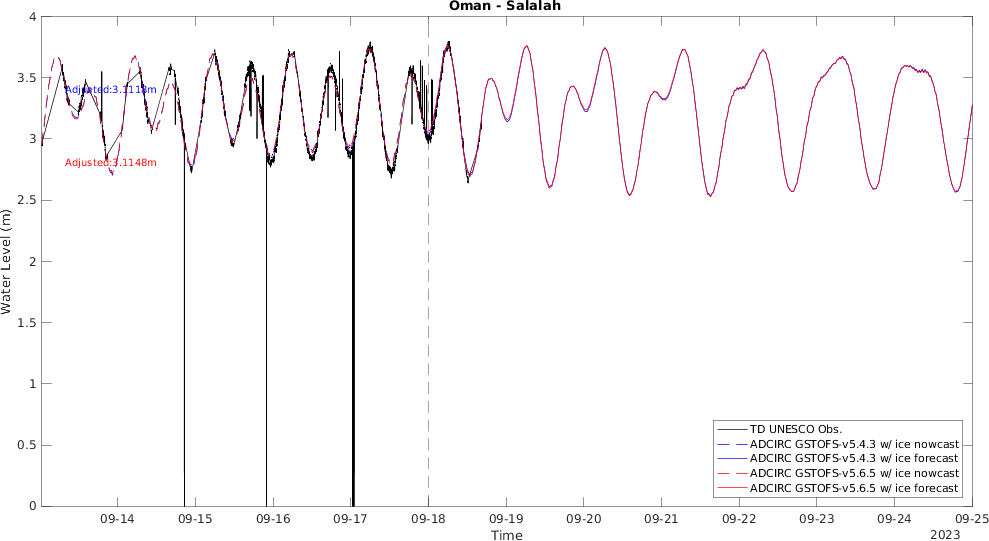 Oman - Salalah
4
3.5
3
2.5
2
1.5
1
0.5
0
Water Level (m)
Adjusted:3.1118m
Adjusted:3.1148m
TD UNESCO Obs.
ADCIRC GSTOFS-v5.4.3 w/ ice nowcast
ADCIRC GSTOFS-v5.4.3 w/ ice forecast
ADCIRC GSTOFS-v5.6.5 w/ ice nowcast
ADCIRC GSTOFS-v5.6.5 w/ ice forecast
09-14 09-15 09-16 09-17 09-18 09-19 09-20 09-21 09-22 09-23 09-24 09-25
Time
2023